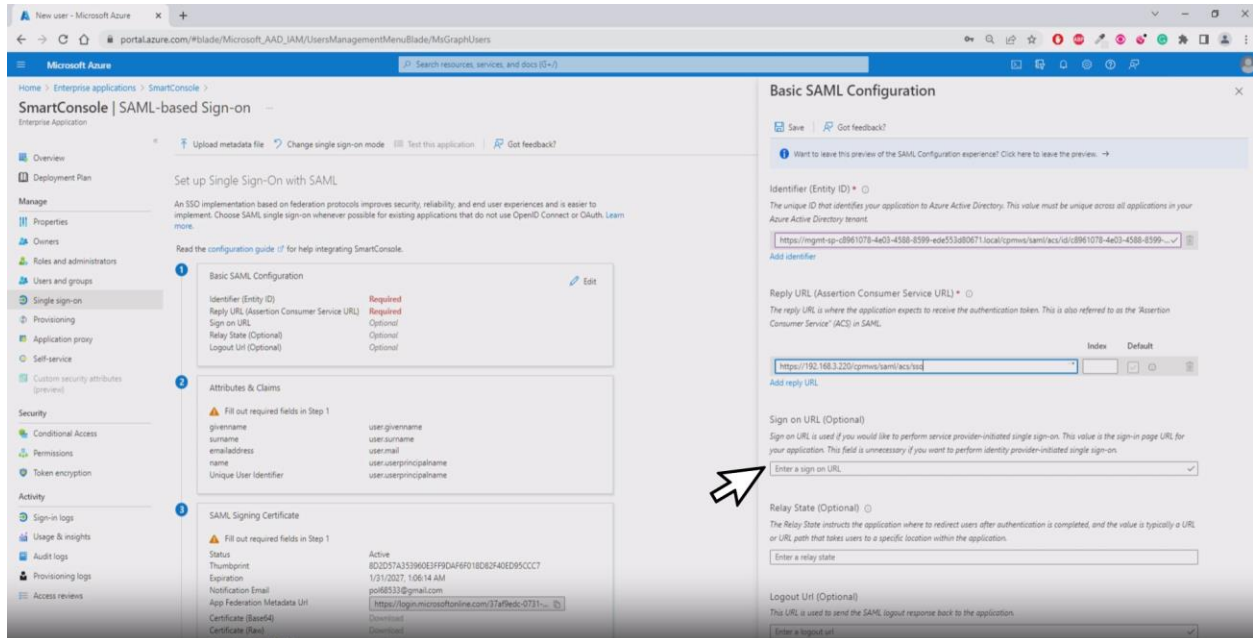 New user - Microsoft Azure
portal.azure.com/#blade/Microsoft_AAD_IAM/UsersManagementMenuBlade/MsGraphUsers
Microsoft Azure
Search resources, services, and docs (G+/)
Home > Enterprise applications > SmartConsole >
SmartConsole | SAML-based Sign-on
Enterprise Application
Overview
Deployment Plan
Manage
Properties
Owners
Roles and administrators
Users and groups
Single sign-on
Provisioning
Application proxy
Self-service
Custom security attributes
(preview)
Security
Conditional Access
Permissions
Token encryption
Activity
Sign-in logs
Usage & insights
Audit logs
Provisioning logs
Access reviews
Upload metadata file Change single sign-on mode Test this application | Got feedback?
Set up Single Sign-On with SAML
An SSO implementation based on federation protocols improves security, reliability, and end user experiences and is easier to
implement. Choose SAML single sign-on whenever possible for existing applications that do not use OpenID Connect or OAuth. Learn
more.
Read the configuration guide for help integrating SmartConsole.
1
Basic SAML Configuration Edit
Identifier (Entity ID) Required
Reply URL (Assertion Consumer Service URL) Required
Sign on URL Optional
Relay State (Optional) Optional
Logout Url (Optional) Optional
2
Attributes & Claims
Fill out required fields in Step 1
givenname user.givenname
surname user.surname
emailaddress user.mail
name user.userprincipalname
Unique User Identifier user.userprincipalname
3
SAML Signing Certificate
Fill out required fields in Step 1
Status Active
Thumbprint 8D2D57A353960E3FF9DAF6F018D82F40ED95CCC7
Expiration 1/31/2027, 1:06:14 AM
Notification Email pol68533@gmail.com
App Federation Metadata Url https://login.microsoftonline.com/37af9edc-0731-...
Certificate (Base64) Download
Certificate (Raw) Download
Basic SAML Configuration
Save | Got feedback?
Want to leave this preview of the SAML Configuration experience? Click here to leave the preview. →
Identifier (Entity ID) *
The unique ID that identifies your application to Azure Active Directory. This value must be unique across all applications in your
Azure Active Directory tenant.
https://mgmt-sp-c8961078-4e03-4588-8599-ede553d80671.local/cpmws/saml/acs/id/c8961078-4e03-4588-8599-...
Add identifier
Reply URL (Assertion Consumer Service URL) *
The reply URL is where the application expects to receive the authentication token. This is also referred to as the "Assertion
Consumer Service" (ACS) in SAML.
Index Default
https://192.168.3.220/cpmws/saml/acs/sso
Add reply URL
Sign on URL (Optional)
Sign on URL is used if you would like to perform service provider-initiated single sign-on. This value is the sign-in page URL for
your application. This field is unnecessary if you want to perform identity provider-initiated single sign-on.
Enter a sign on URL
Relay State (Optional)
The Relay State instructs the application where to redirect users after authentication is completed, and the value is typically a URL
or URL path that takes users to a specific location within the application.
Enter a relay state
Logout Url (Optional)
This URL is used to send the SAML logout response back to the application.
Enter a logout url